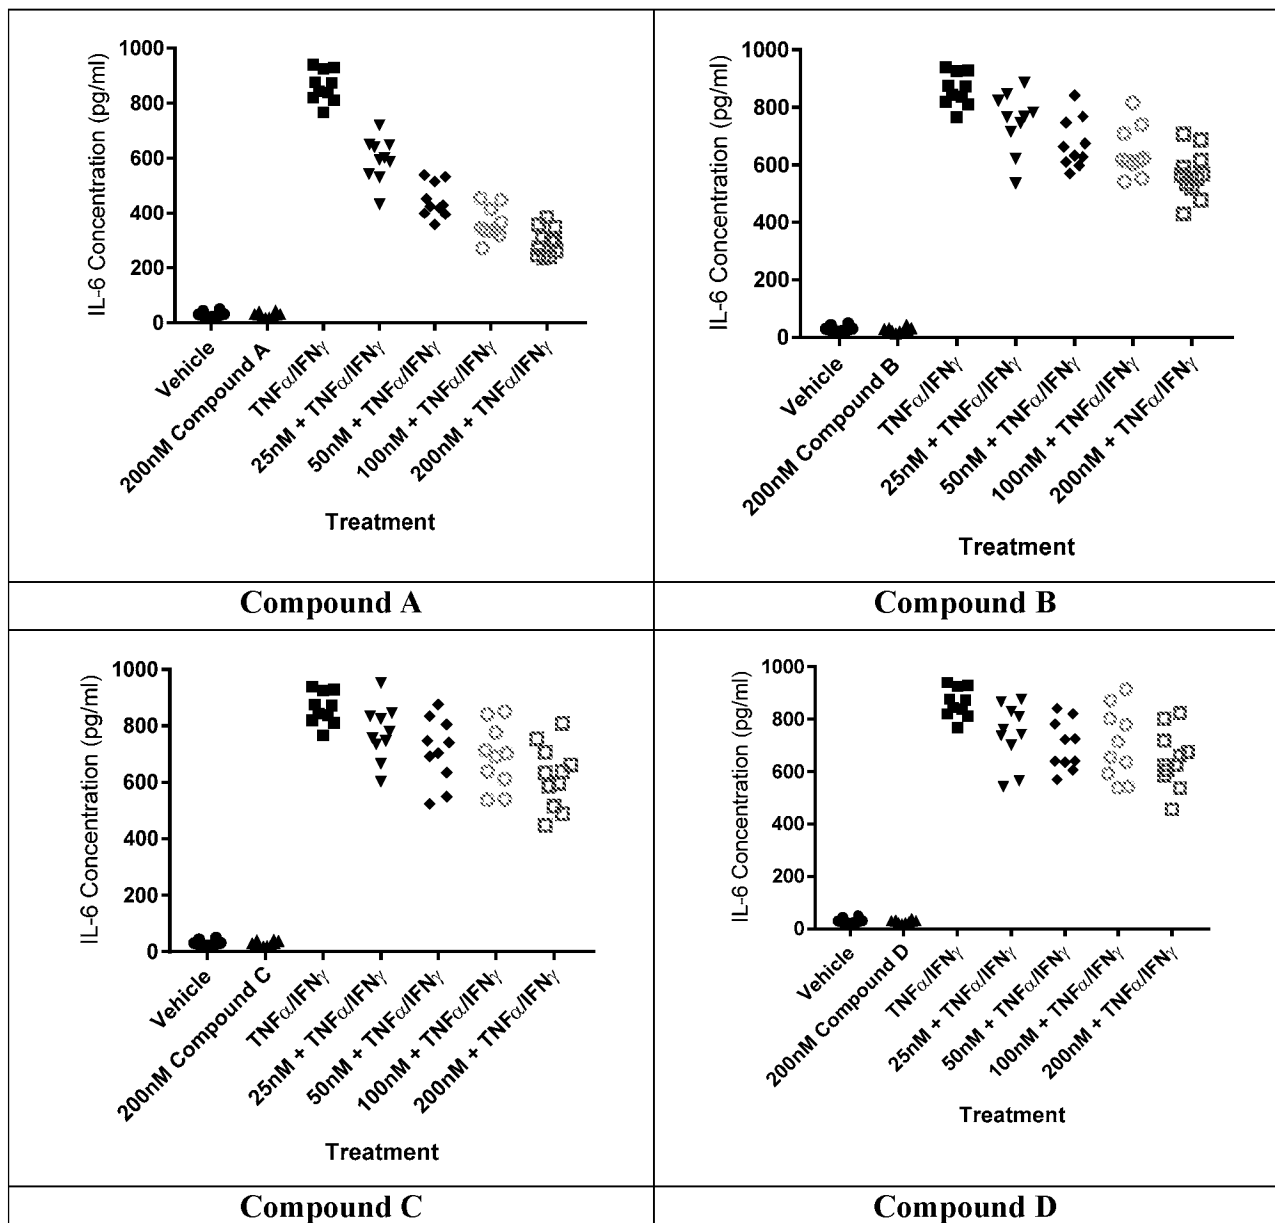 1000
800
600
400
200
0
IL-6 Concentration (pg/ml)
Vehicle
200nM Compound A
TNFα/IFNγ
25nM + TNFα/IFNγ
50nM + TNFα/IFNγ
100nM + TNFα/IFNγ
200nM + TNFα/IFNγ
Treatment
Compound A
1000
800
600
400
200
0
IL-6 Concentration (pg/ml)
Vehicle
200nM Compound B
TNFα/IFNγ
25nM + TNFα/IFNγ
50nM + TNFα/IFNγ
100nM + TNFα/IFNγ
200nM + TNFα/IFNγ
Treatment
Compound B
1000
800
600
400
200
0
IL-6 Concentration (pg/ml)
Vehicle
200nM Compound C
TNFα/IFNγ
25nM + TNFα/IFNγ
50nM + TNFα/IFNγ
100nM + TNFα/IFNγ
200nM + TNFα/IFNγ
Treatment
Compound C
1000
800
600
400
200
0
IL-6 Concentration (pg/ml)
Vehicle
200nM Compound D
TNFα/IFNγ
25nM + TNFα/IFNγ
50nM + TNFα/IFNγ
100nM + TNFα/IFNγ
200nM + TNFα/IFNγ
Treatment
Compound D